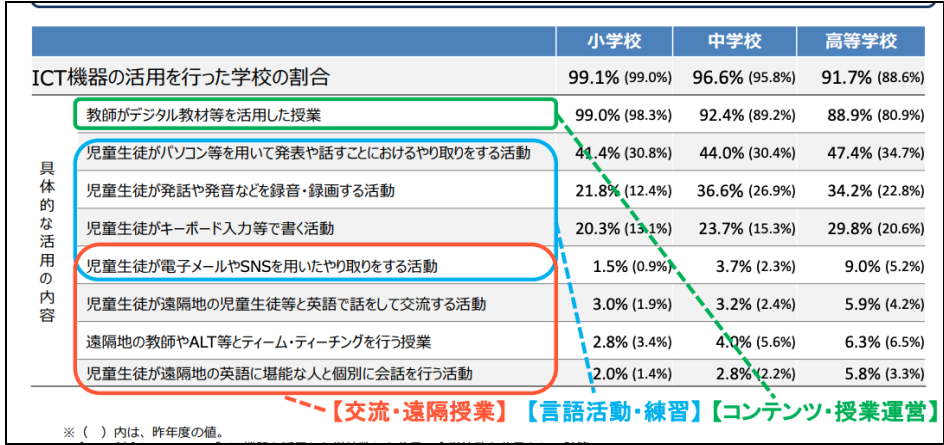 小学校 中学校 高等学校
ICT機器の活用を行った学校の割合 99.1% (99.0%) 96.6% (95.8%) 91.7% (88.6%)
具体的な活用の内容
教師がデジタル教材等を活用した授業 99.0% (98.3%) 92.4% (89.2%) 88.9% (80.9%)
児童生徒がパソコン等を用いて発表や話すことにおけるやり取りをする活動 41.4% (30.8%) 44.0% (30.4%) 47.4% (34.7%)
児童生徒が発話や発音などを録音・録画する活動 21.8% (12.4%) 36.6% (26.9%) 34.2% (22.8%)
児童生徒がキーボード入力等で書く活動 20.3% (13.1%) 23.7% (15.3%) 29.8% (20.6%)
児童生徒が電子メールやSNSを用いたやり取りをする活動 1.5% (0.9%) 3.7% (2.3%) 9.0% (5.2%)
児童生徒が遠隔地の児童生徒等と英語で話をして交流する活動 3.0% (1.9%) 3.2% (2.4%) 5.9% (4.2%)
遠隔地の教師やALT等とティーム・ティーチングを行う授業 2.8% (3.4%) 4.0% (5.6%) 6.3% (6.5%)
児童生徒が遠隔地の英語に堪能な人と個別に会話を行う活動 2.0% (1.4%) 2.8% (2.2%) 5.8% (3.3%)
【交流・遠隔授業】 【言語活動・練習】 【コンテンツ・授業運営】
※（ ）内は、昨年度の値。